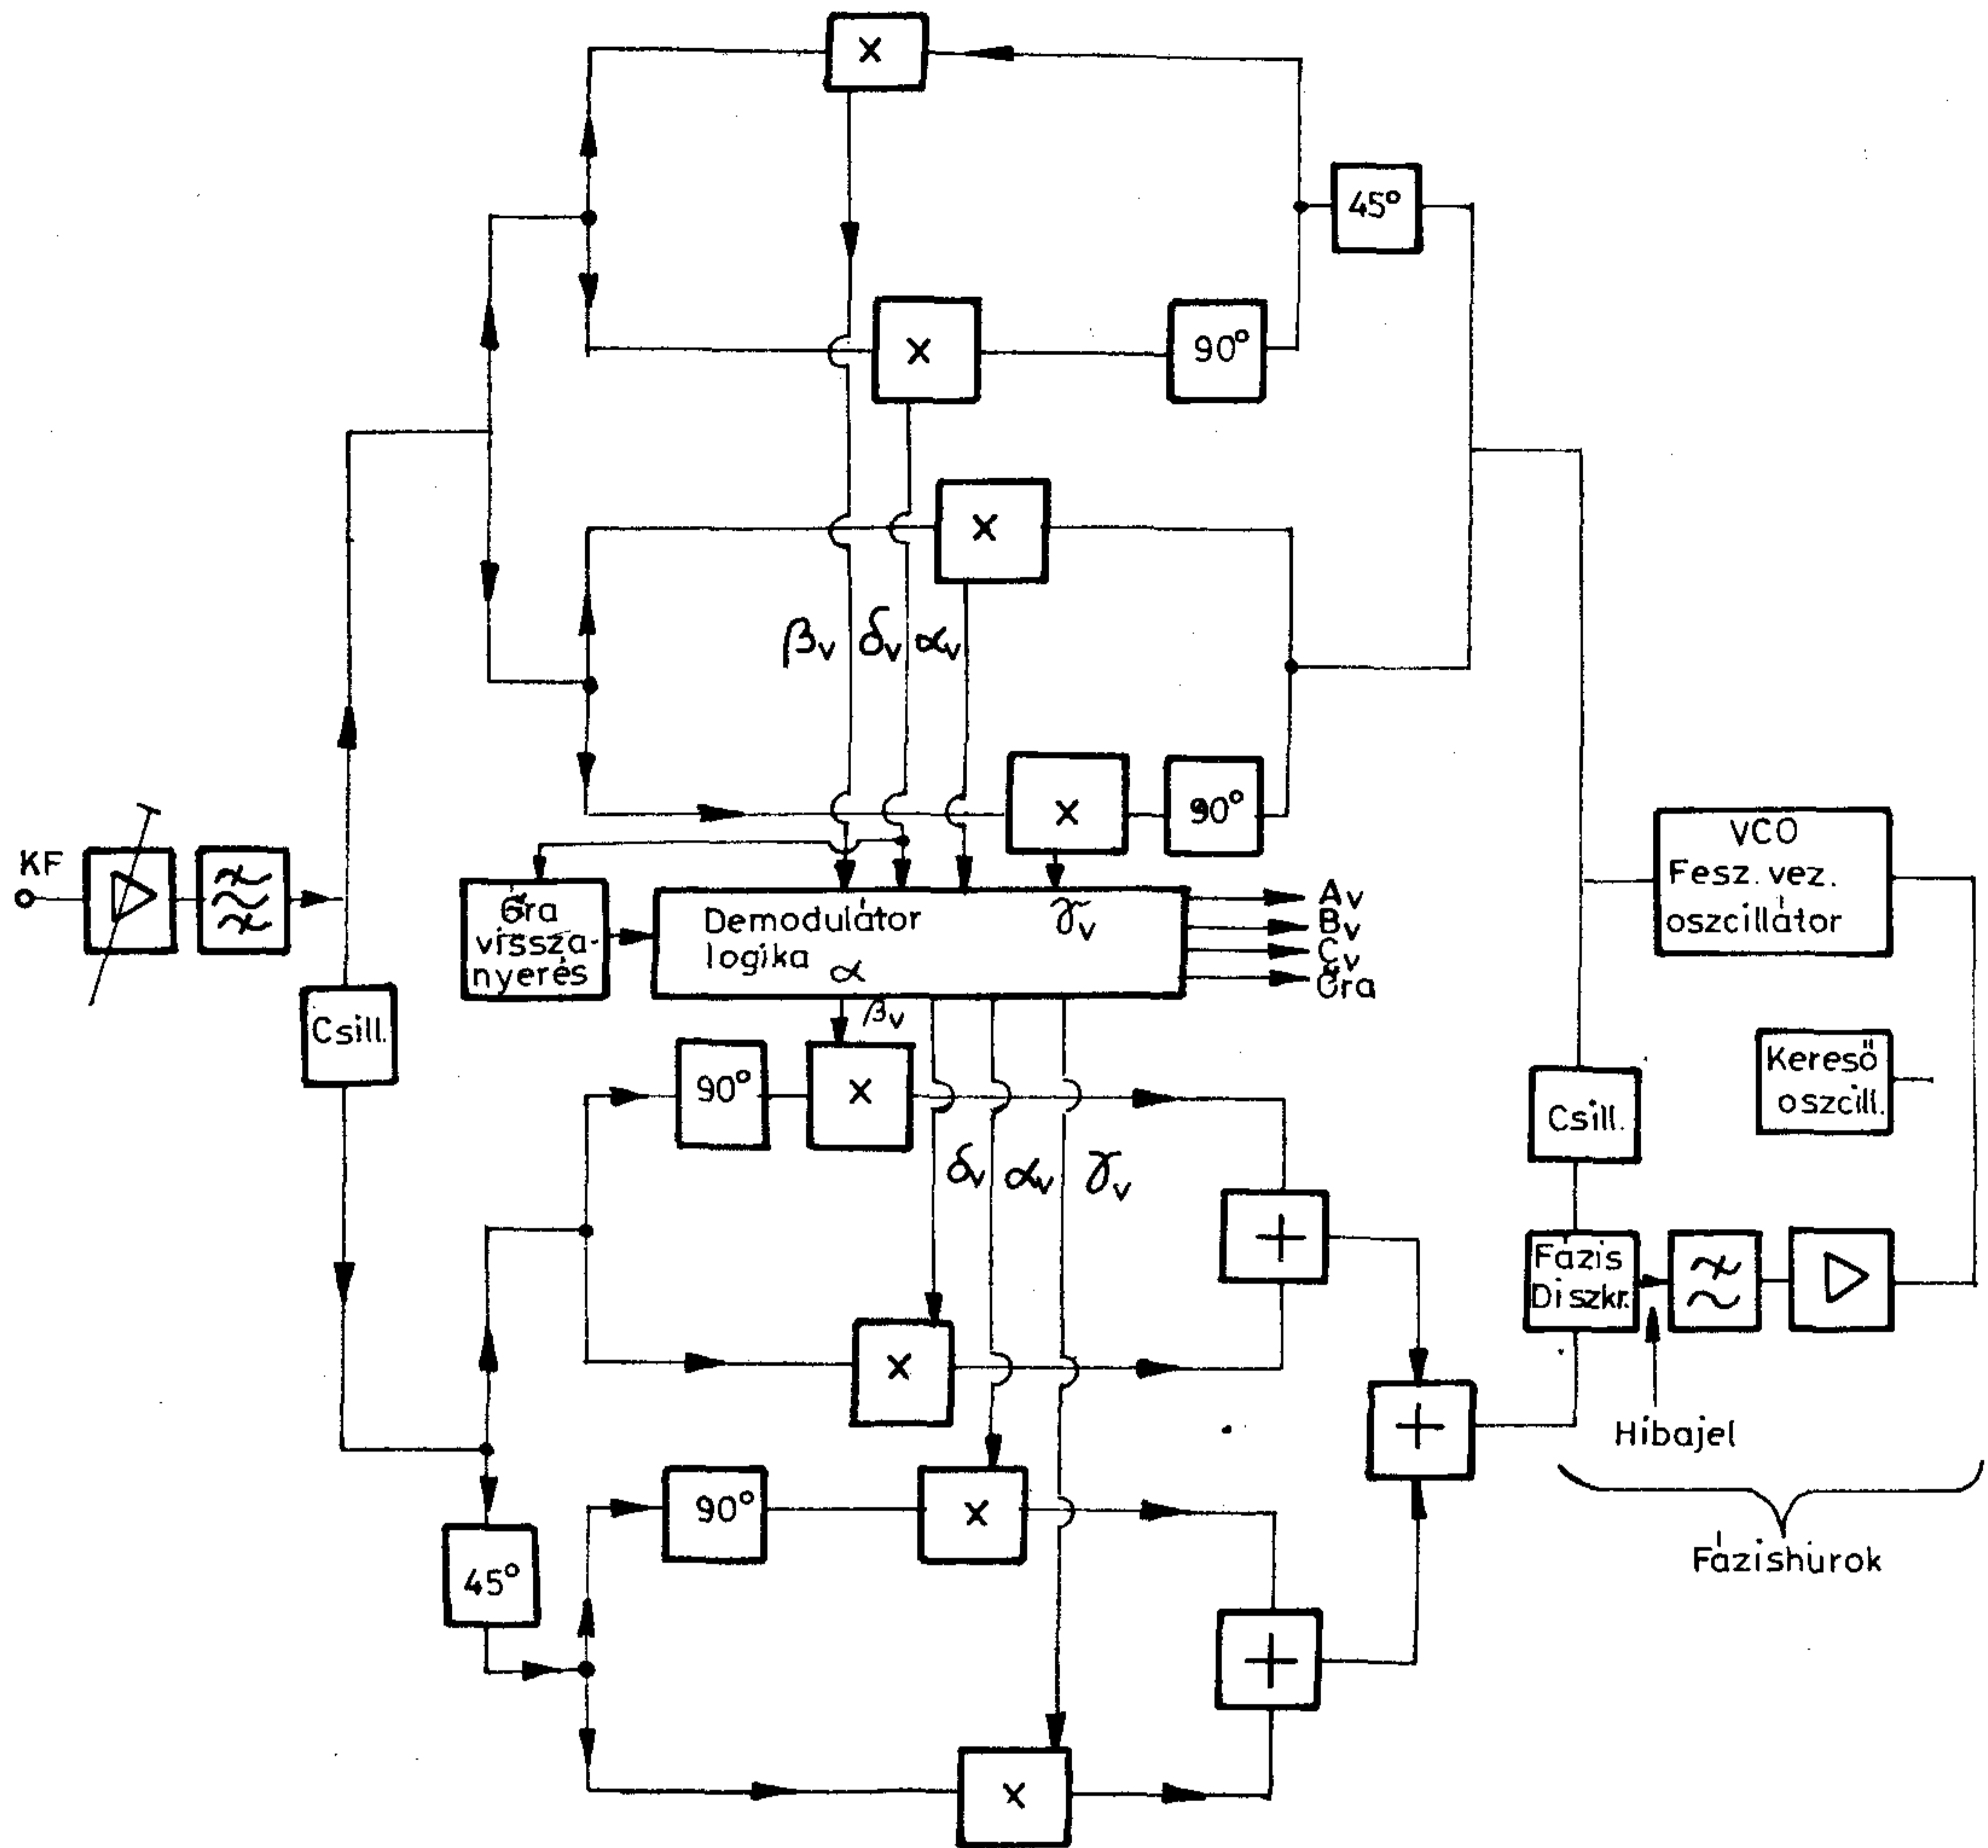 x
45°
x
90°
x
βv δv αv
x
90°
KF
VCO
Fesz. vez.
oszcillátor
Óra
vissza-
nyerés
Demodulátor
logika
α
γv
Av
Bv
Cv
Óra
Csill.
βv
90°
x
Kereső
oszcill.
Csill.
δv αv γv
+
Fázis
Diszkr.
x
+
Hibajel
90°
x
Fázishurok
45°
+
x